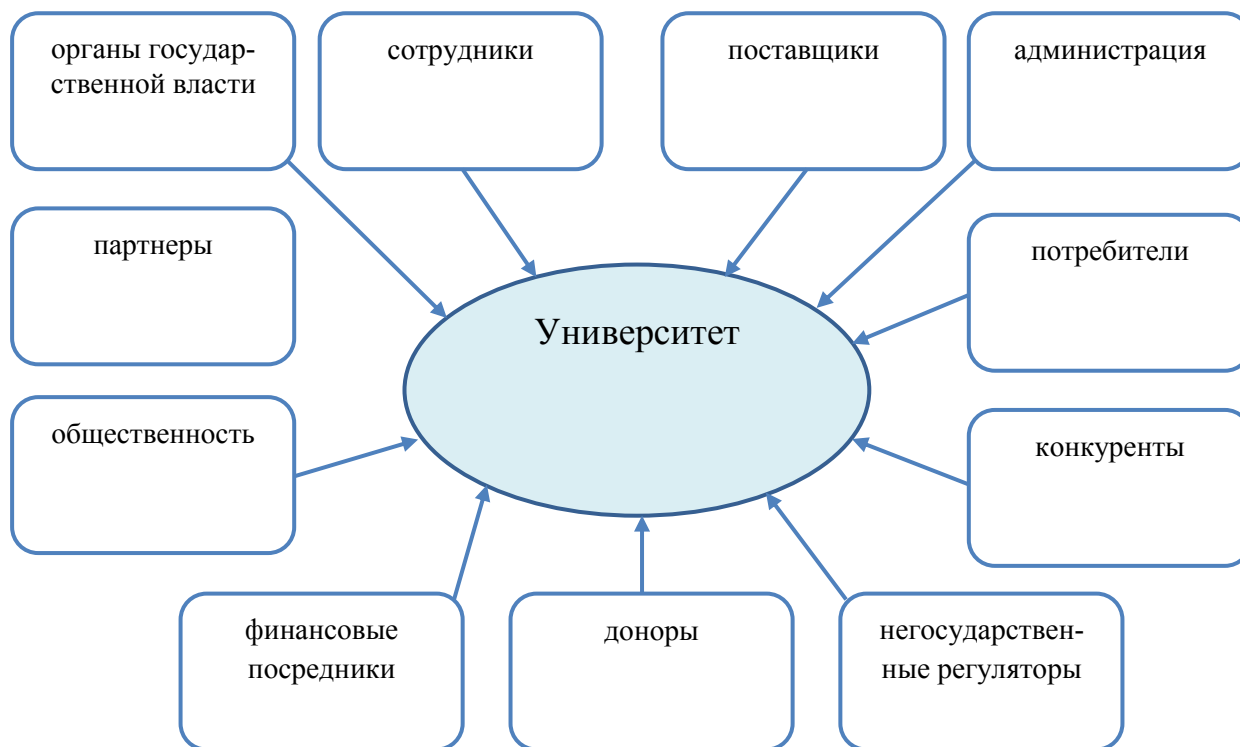 органы государ-
ственной власти
сотрудники
поставщики
администрация
партнеры
потребители
Университет
общественность
конкуренты
финансовые
посредники
доноры
негосударствен-
ные регуляторы